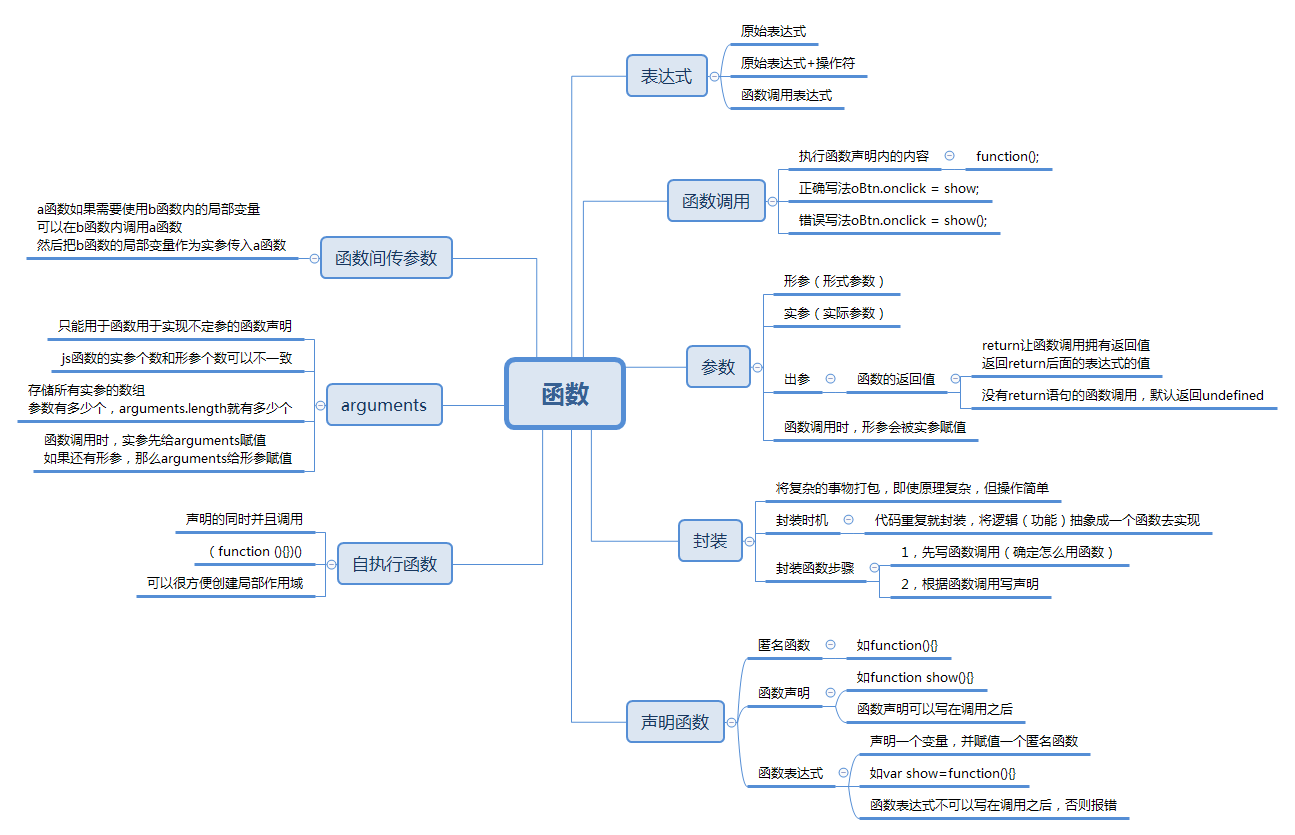 函数
表达式
原始表达式
原始表达式+操作符
函数调用表达式
函数调用
执行函数声明内的内容
function();
正确写法oBtn.onclick = show;
错误写法oBtn.onclick = show();
参数
形参（形式参数）
实参（实际参数）
出参
函数的返回值
return让函数调用拥有返回值
返回return后面的表达式的值
没有return语句的函数调用，默认返回undefined
函数调用时，形参会被实参赋值
封装
将复杂的事物打包，即使原理复杂，但操作简单
封装时机
代码重复就封装，将逻辑（功能）抽象成一个函数去实现
封装函数步骤
1，先写函数调用（确定怎么用函数）
2，根据函数调用写声明
声明函数
匿名函数
如function(){}
函数声明
如function show(){}
函数声明可以写在调用之后
函数表达式
声明一个变量，并赋值一个匿名函数
如var show=function(){}
函数表达式不可以写在调用之后，否则报错
函数间传参数
a函数如果需要使用b函数内的局部变量
可以在b函数内调用a函数
然后把b函数的局部变量作为实参传入a函数
arguments
只能用于函数用于实现不定参的函数声明
js函数的实参个数和形参个数可以不一致
存储所有实参的数组
参数有多少个，arguments.length就有多少个
函数调用时，实参先给arguments赋值
如果还有形参，那么arguments给形参赋值
自执行函数
声明的同时并且调用
（function (){})()
可以很方便创建局部作用域